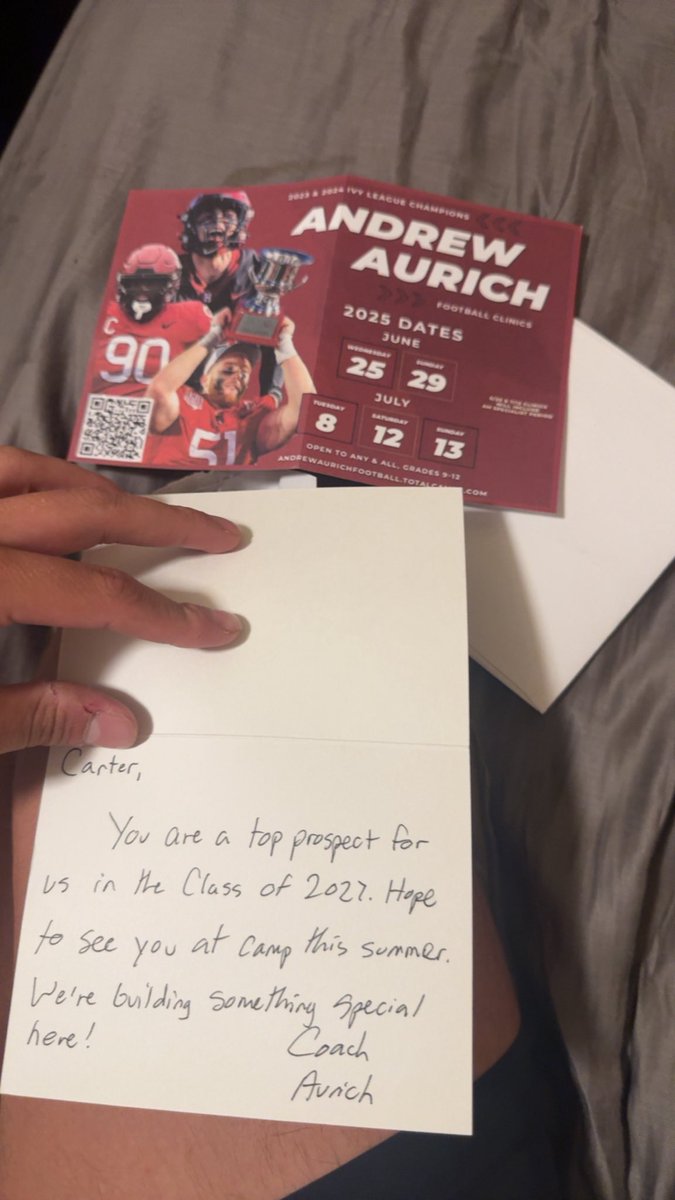 2023 & 2024 IVY LEAGUE CHAMPIONS
ANDREW
AURICH
FOOTBALL CLINICS
2025 DATES
JUNE
WEDNESDAY
25
SUNDAY
29
JULY
TUESDAY
8
SATURDAY
12
SUNDAY
13
OPEN TO ANY & ALL, GRADES 9-12
C
90
51
Carter,
You are a top prospect for
us in the Class of 2027. Hope
to see you at camp this summer.
We're building something special
here!
Coach
Aurich